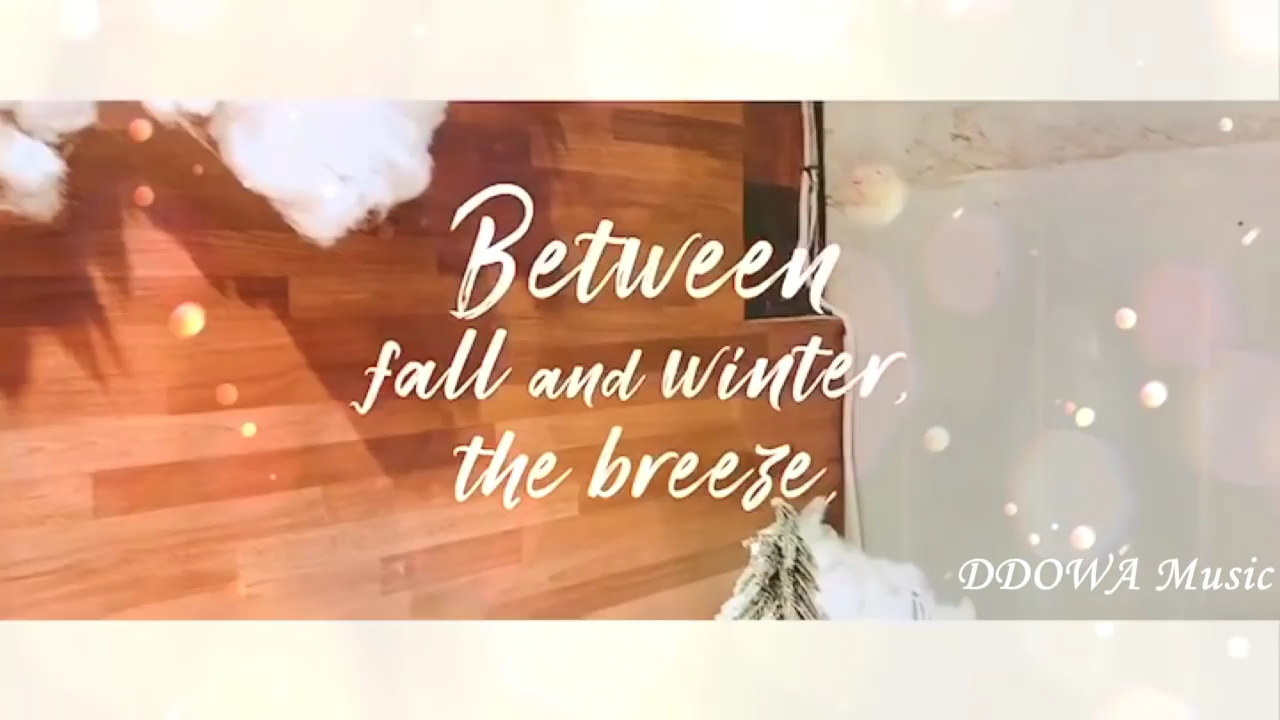 Between
fall and winter,
the breeze,
DDOWA Music